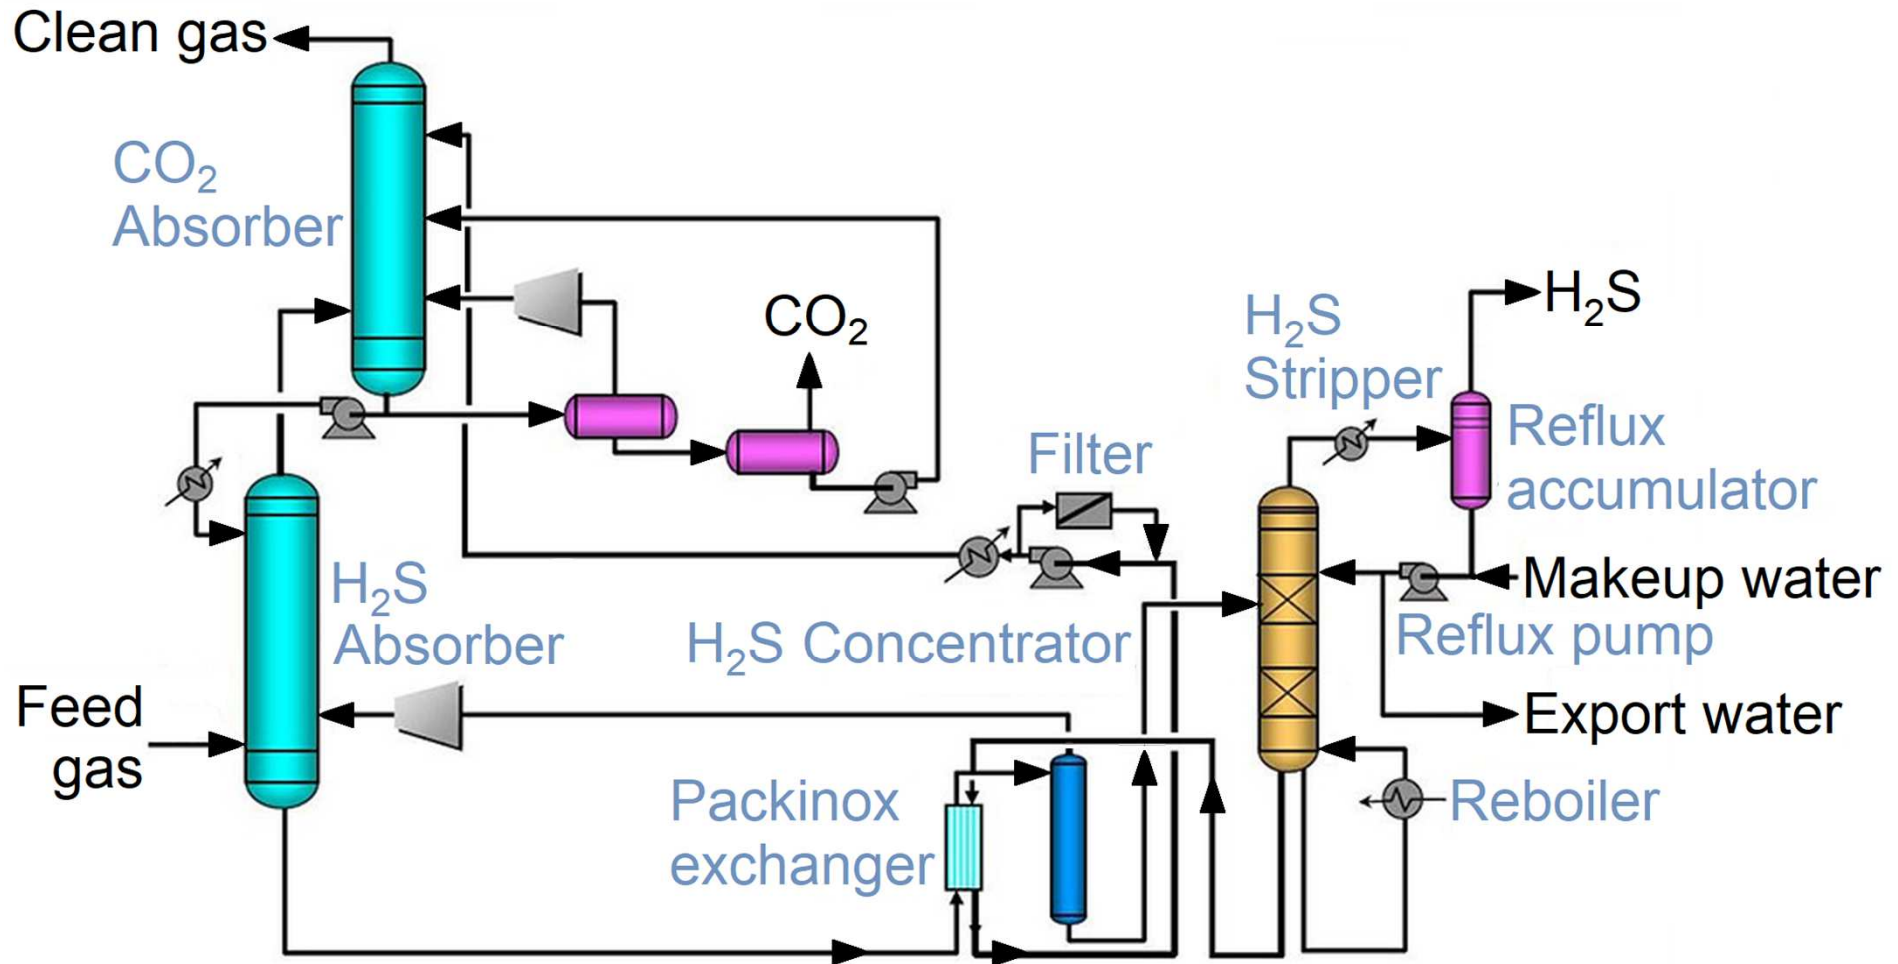 Clean gas
CO₂
Absorber
CO₂
H₂S
Stripper
H₂S
Reflux
accumulator
Filter
H₂S
Absorber
H₂S Concentrator
Makeup water
Reflux pump
Feed
gas
Export water
Packinox
exchanger
Reboiler